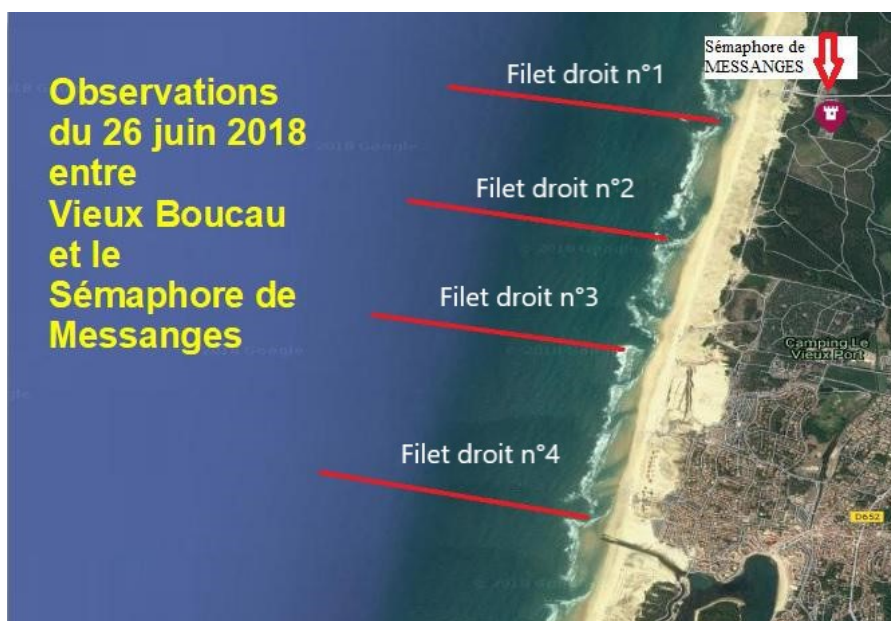 Observations
du 26 juin 2018
entre
Vieux Boucau
et le
Sémaphore de
Messanges
Filet droit n°1
Sémaphore de
MESSANGES
Filet droit n°2
Filet droit n°3
Camping Le
Vieux Port
Filet droit n°4
D652